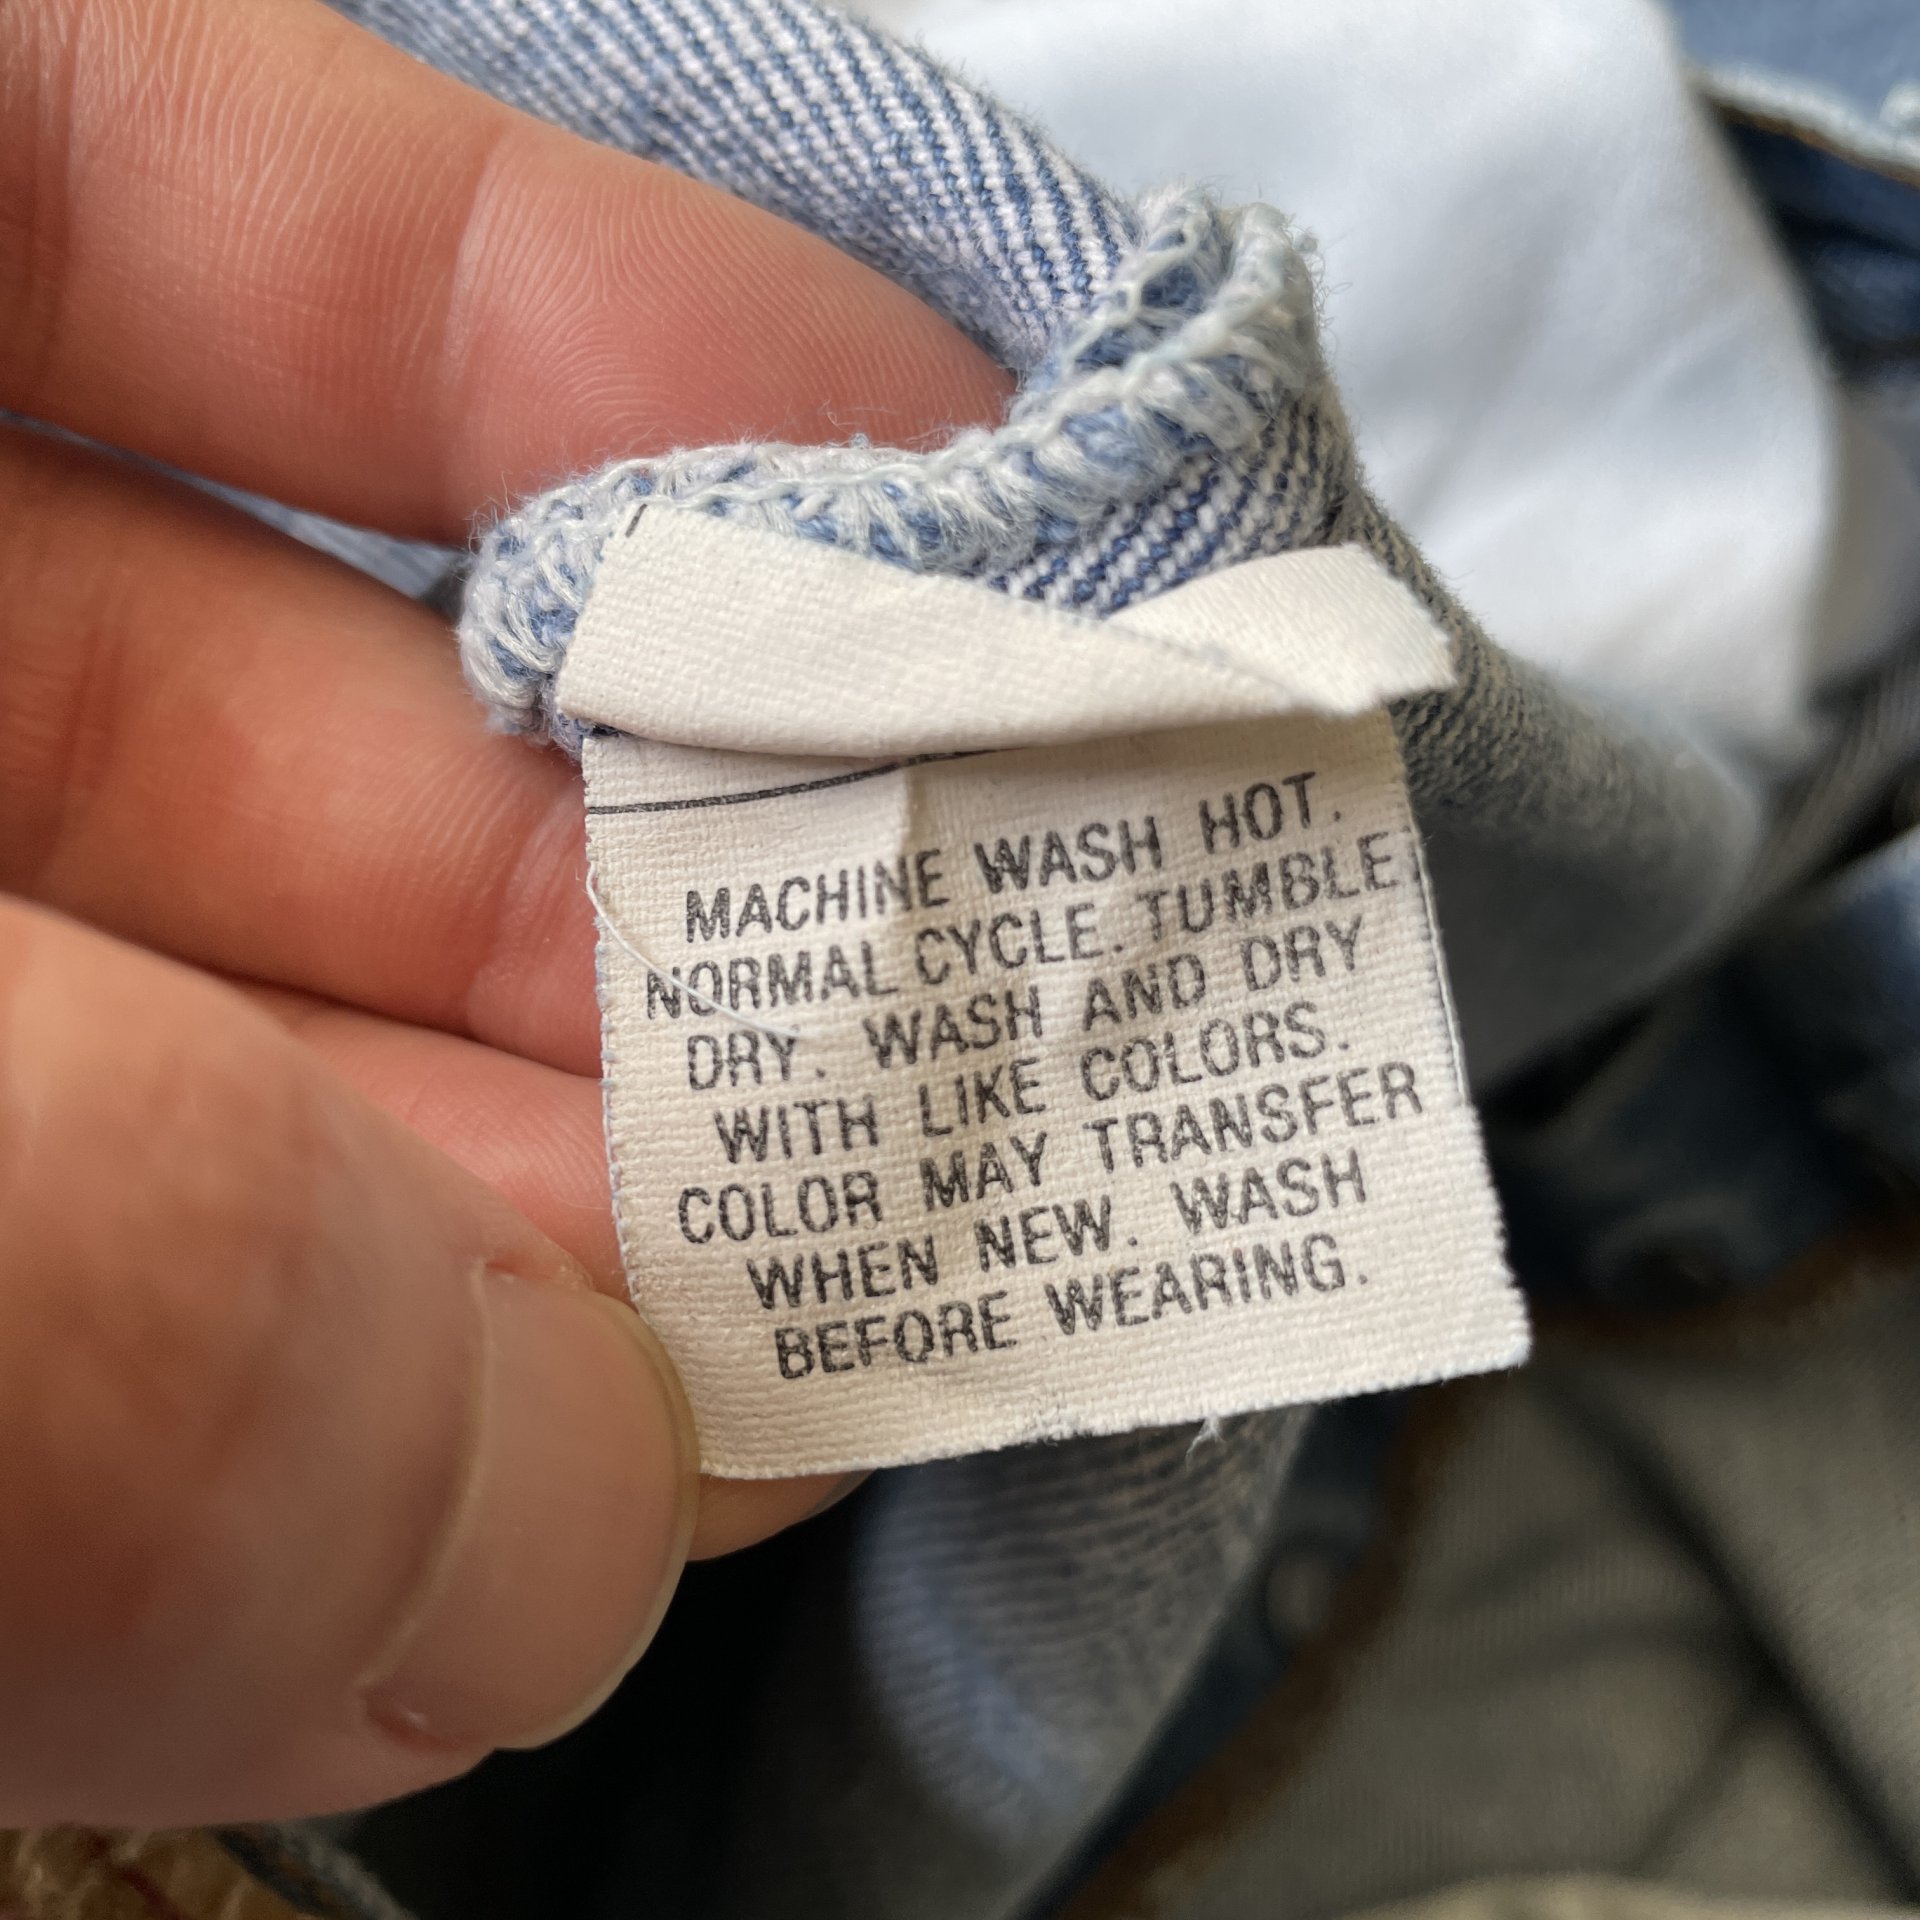 MACHINE WASH HOT.
NORMAL CYCLE. TUMBLE
DRY. WASH AND DRY
WITH LIKE COLORS.
COLOR MAY TRANSFER
WHEN NEW. WASH
BEFORE WEARING.